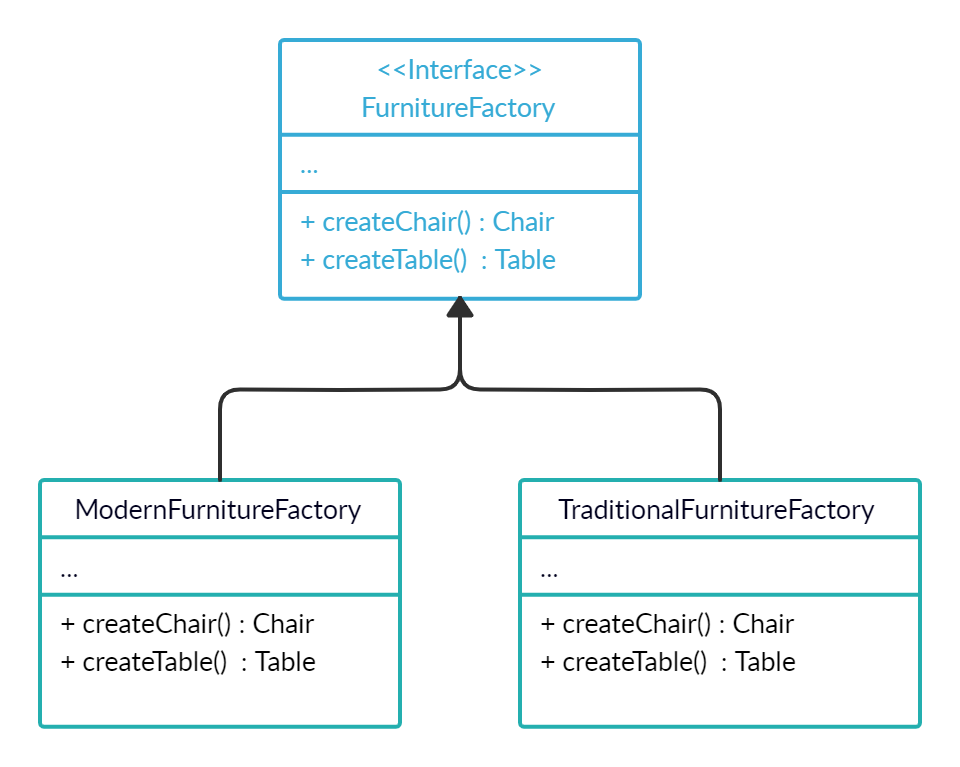 <<Interface>>
FurnitureFactory
...
+ createChair() : Chair
+ createTable()  : Table
ModernFurnitureFactory
...
+ createChair() : Chair
+ createTable()  : Table
TraditionalFurnitureFactory
...
+ createChair() : Chair
+ createTable()  : Table